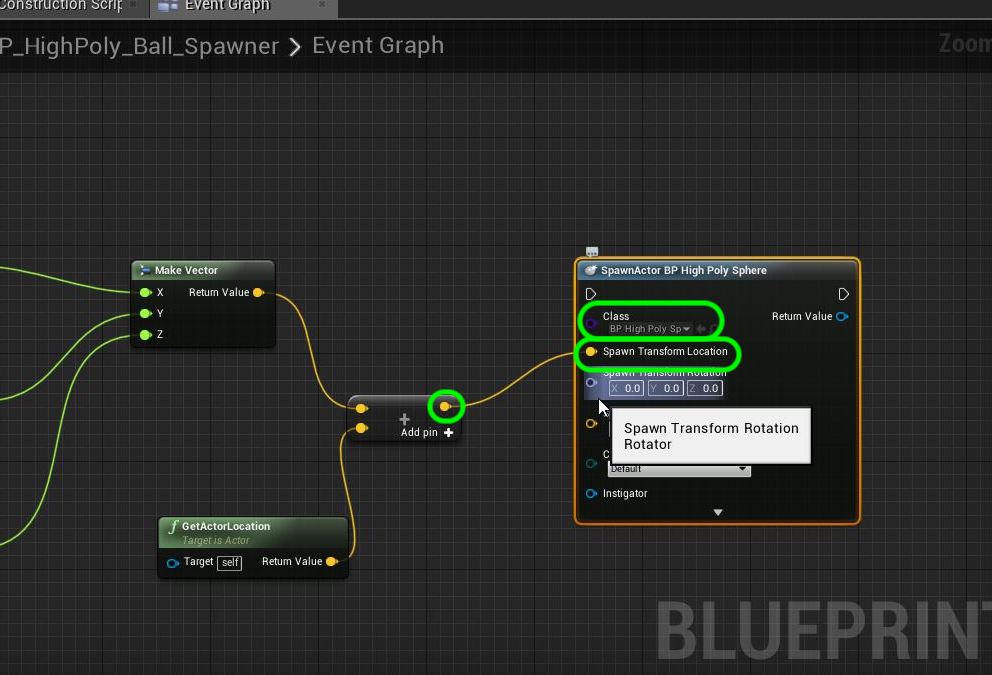 Construction Scrip
Event Graph
P_HighPoly_Ball_Spawner > Event Graph
Zoom
Make Vector
X Return Value
Y
Z
SpawnActor BP High Poly Sphere
Class
BP High Poly Sp
Return Value
Spawn Transform Location
Spawn Transform Rotation
X 0.0 Y 0.0 Z 0.0
Add pin
Spawn Transform Rotation
Rotator
Default
Instigator
f GetActorLocation
Target is Actor
Target self Return Value
BLUEPRINT